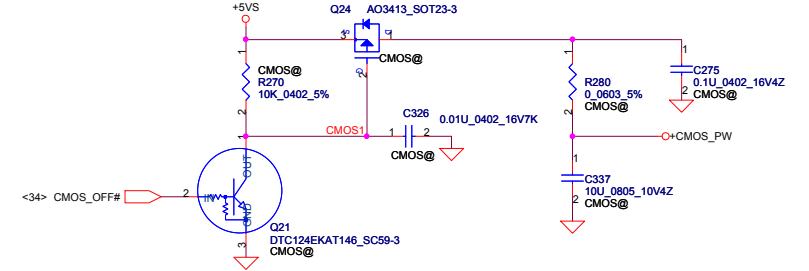 +5VS
Q24 AO3413_SOT23-3
S
D
3
1
CMOS@
G
2
1
CMOS@
R270
10K_0402_5%
2
1
R280
0_0603_5%
CMOS@
2
1
C275
0.1U_0402_16V4Z
CMOS@
2
CMOS1
C326
0.01U_0402_16V7K
1
2
CMOS@
+CMOS_PW
1
C337
10U_0805_10V4Z
CMOS@
2
1
OUT
<34> CMOS_OFF#
2
IN
GND
3
Q21
DTC124EKAT146_SC59-3
CMOS@